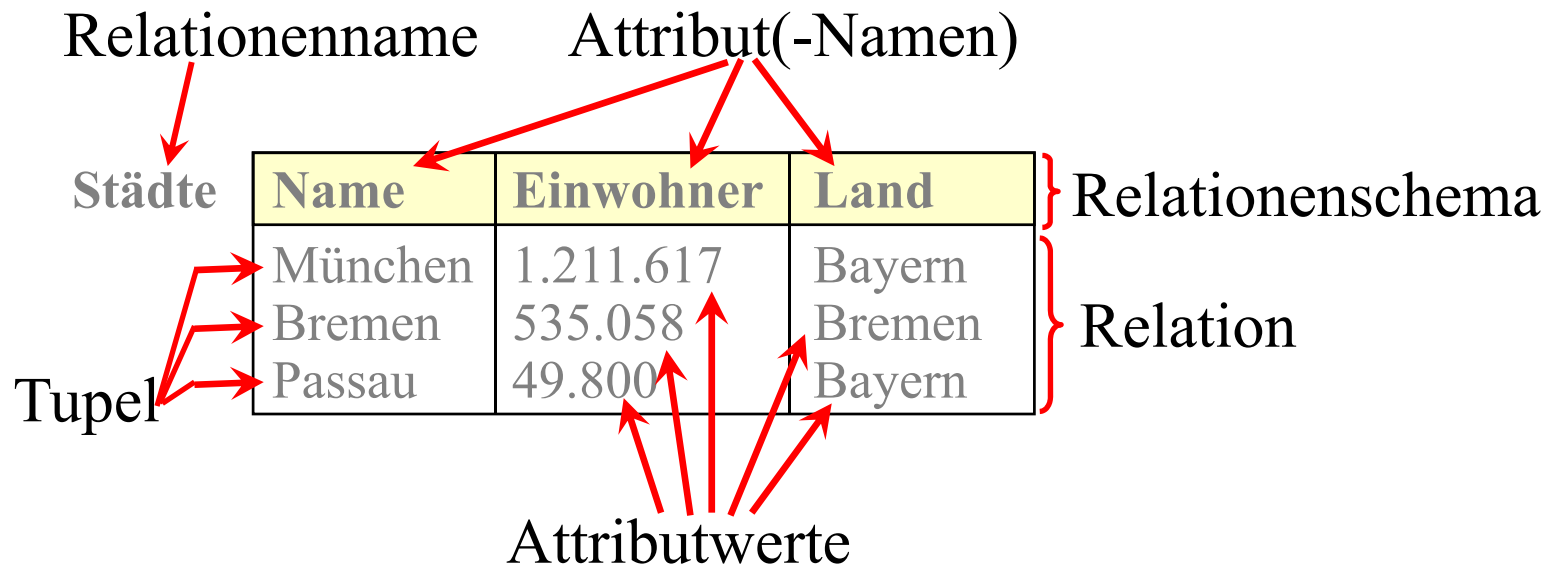 Relationenname Attribut(-Namen)
Städte Name Einwohner Land Relationenschema
München 1.211.617 Bayern
Bremen 535.058 Bremen Relation
Passau 49.800 Bayern
Tupel
Attributwerte